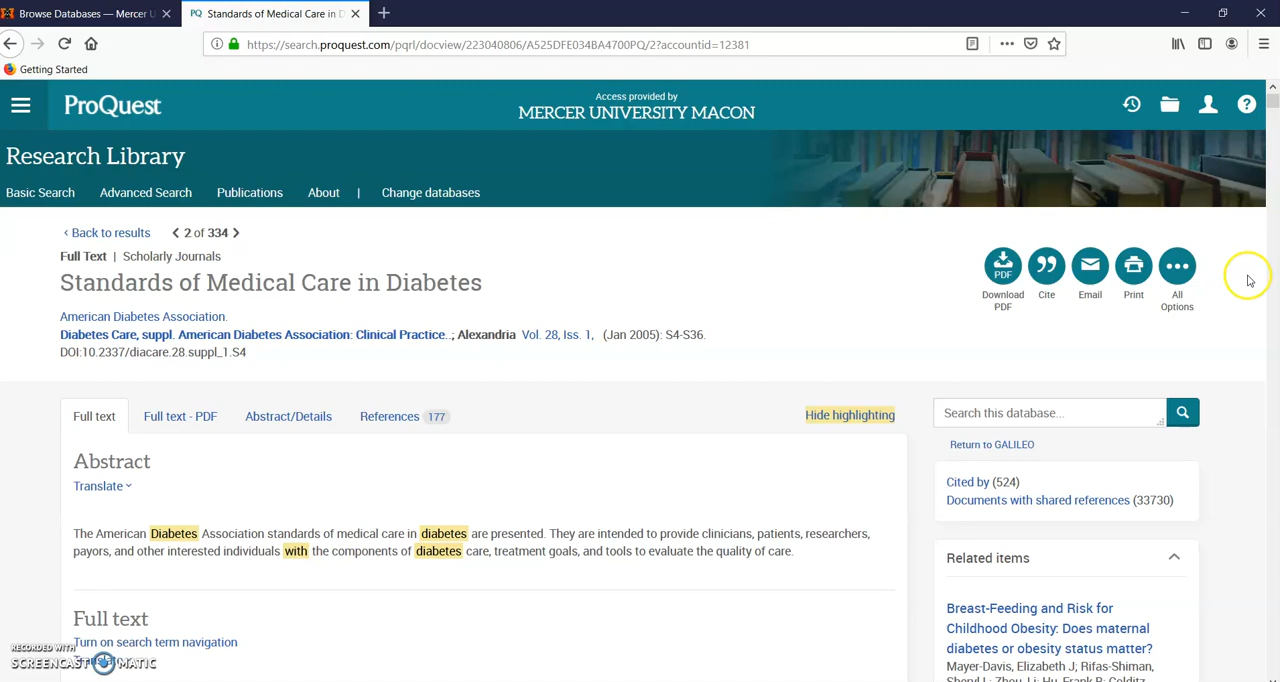 Browse Databases — Mercer U
PQ Standards of Medical Care in D
https://search.proquest.com/pqrl/docview/223040806/A525DFE034BA4700PQ/2?accountid=12381
Getting Started
ProQuest
Access provided by
MERCER UNIVERSITY MACON
Research Library
Basic Search Advanced Search Publications About | Change databases
‹ Back to results 2 of 334
Full Text | Scholarly Journals
Standards of Medical Care in Diabetes
American Diabetes Association.
Diabetes Care, suppl. American Diabetes Association: Clinical Practice..; Alexandria Vol. 28, Iss. 1, (Jan 2005): S4-S36.
DOI:10.2337/diacare.28.suppl_1.S4
PDF
Download PDF
Cite
Email
Print
All Options
Full text Full text - PDF Abstract/Details References 177
Hide highlighting
Abstract
Translate
The American Diabetes Association standards of medical care in diabetes are presented. They are intended to provide clinicians, patients, researchers,
payors, and other interested individuals with the components of diabetes care, treatment goals, and tools to evaluate the quality of care.
Full text
Turn on search term navigation
RECORDED WITH
SCREENCAST MATIC
Search this database...
Return to GALILEO
Cited by (524)
Documents with shared references (33730)
Related items
Breast-Feeding and Risk for
Childhood Obesity: Does maternal
diabetes or obesity status matter?
Mayer-Davis, Elizabeth J; Rifas-Shiman,
Sheryl L; Zhou, Li; Hu, Frank B; Colditz,